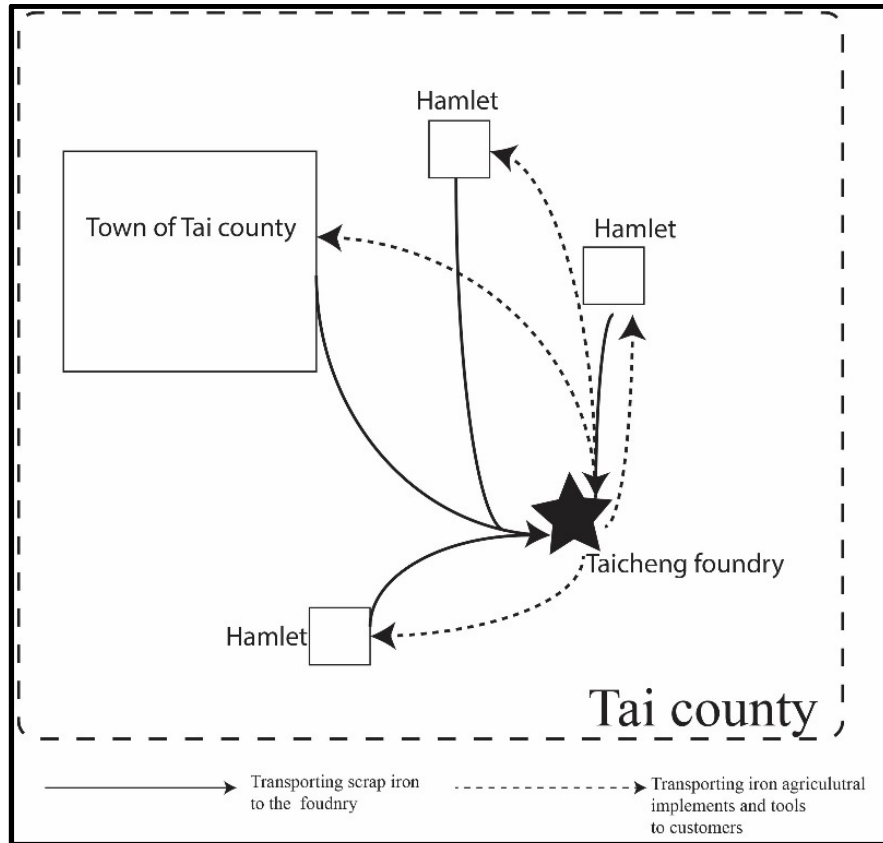 Hamlet
Town of Tai county
Hamlet
Taicheng foundry
Hamlet
Tai county
Transporting scrap iron
to the foudnry
Transporting iron agriculutral
implements and tools
to customers